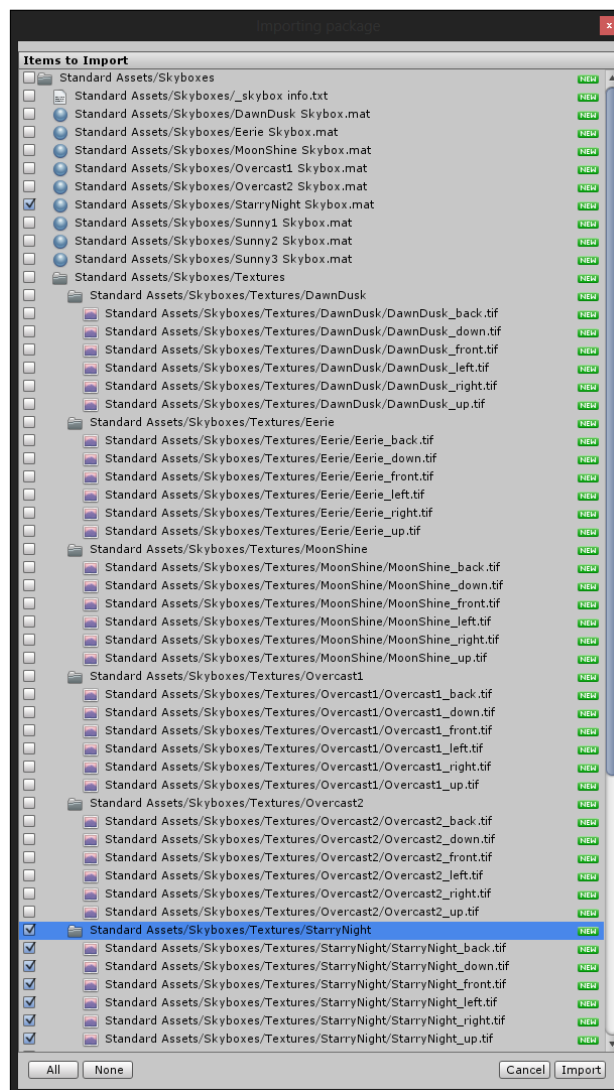 Importing package
x
Items to Import
Standard Assets/Skyboxes NEW
Standard Assets/Skyboxes/_skybox info.txt NEW
Standard Assets/Skyboxes/DawnDusk Skybox.mat NEW
Standard Assets/Skyboxes/Eerie Skybox.mat NEW
Standard Assets/Skyboxes/MoonShine Skybox.mat NEW
Standard Assets/Skyboxes/Overcast1 Skybox.mat NEW
Standard Assets/Skyboxes/Overcast2 Skybox.mat NEW
Standard Assets/Skyboxes/StarryNight Skybox.mat NEW
Standard Assets/Skyboxes/Sunny1 Skybox.mat NEW
Standard Assets/Skyboxes/Sunny2 Skybox.mat NEW
Standard Assets/Skyboxes/Sunny3 Skybox.mat NEW
Standard Assets/Skyboxes/Textures NEW
Standard Assets/Skyboxes/Textures/DawnDusk NEW
Standard Assets/Skyboxes/Textures/DawnDusk/DawnDusk_back.tif NEW
Standard Assets/Skyboxes/Textures/DawnDusk/DawnDusk_down.tif NEW
Standard Assets/Skyboxes/Textures/DawnDusk/DawnDusk_front.tif NEW
Standard Assets/Skyboxes/Textures/DawnDusk/DawnDusk_left.tif NEW
Standard Assets/Skyboxes/Textures/DawnDusk/DawnDusk_right.tif NEW
Standard Assets/Skyboxes/Textures/DawnDusk/DawnDusk_up.tif NEW
Standard Assets/Skyboxes/Textures/Eerie NEW
Standard Assets/Skyboxes/Textures/Eerie/Eerie_back.tif NEW
Standard Assets/Skyboxes/Textures/Eerie/Eerie_down.tif NEW
Standard Assets/Skyboxes/Textures/Eerie/Eerie_front.tif NEW
Standard Assets/Skyboxes/Textures/Eerie/Eerie_left.tif NEW
Standard Assets/Skyboxes/Textures/Eerie/Eerie_right.tif NEW
Standard Assets/Skyboxes/Textures/Eerie/Eerie_up.tif NEW
Standard Assets/Skyboxes/Textures/MoonShine NEW
Standard Assets/Skyboxes/Textures/MoonShine/MoonShine_back.tif NEW
Standard Assets/Skyboxes/Textures/MoonShine/MoonShine_down.tif NEW
Standard Assets/Skyboxes/Textures/MoonShine/MoonShine_front.tif NEW
Standard Assets/Skyboxes/Textures/MoonShine/MoonShine_left.tif NEW
Standard Assets/Skyboxes/Textures/MoonShine/MoonShine_right.tif NEW
Standard Assets/Skyboxes/Textures/MoonShine/MoonShine_up.tif NEW
Standard Assets/Skyboxes/Textures/Overcast1 NEW
Standard Assets/Skyboxes/Textures/Overcast1/Overcast1_back.tif NEW
Standard Assets/Skyboxes/Textures/Overcast1/Overcast1_down.tif NEW
Standard Assets/Skyboxes/Textures/Overcast1/Overcast1_front.tif NEW
Standard Assets/Skyboxes/Textures/Overcast1/Overcast1_left.tif NEW
Standard Assets/Skyboxes/Textures/Overcast1/Overcast1_right.tif NEW
Standard Assets/Skyboxes/Textures/Overcast1/Overcast1_up.tif NEW
Standard Assets/Skyboxes/Textures/Overcast2 NEW
Standard Assets/Skyboxes/Textures/Overcast2/Overcast2_back.tif NEW
Standard Assets/Skyboxes/Textures/Overcast2/Overcast2_down.tif NEW
Standard Assets/Skyboxes/Textures/Overcast2/Overcast2_front.tif NEW
Standard Assets/Skyboxes/Textures/Overcast2/Overcast2_left.tif NEW
Standard Assets/Skyboxes/Textures/Overcast2/Overcast2_right.tif NEW
Standard Assets/Skyboxes/Textures/Overcast2/Overcast2_up.tif NEW
Standard Assets/Skyboxes/Textures/StarryNight NEW
Standard Assets/Skyboxes/Textures/StarryNight/StarryNight_back.tif NEW
Standard Assets/Skyboxes/Textures/StarryNight/StarryNight_down.tif NEW
Standard Assets/Skyboxes/Textures/StarryNight/StarryNight_front.tif NEW
Standard Assets/Skyboxes/Textures/StarryNight/StarryNight_left.tif NEW
Standard Assets/Skyboxes/Textures/StarryNight/StarryNight_right.tif NEW
Standard Assets/Skyboxes/Textures/StarryNight/StarryNight_up.tif NEW
All None Cancel Import